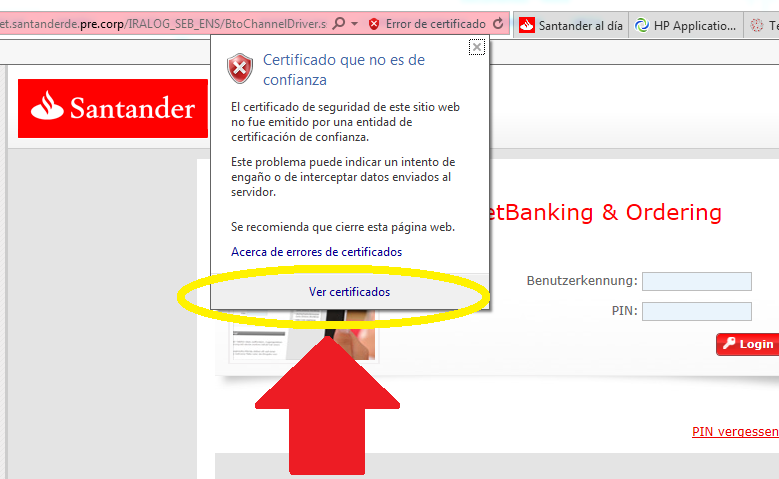 et.santanderde.pre.corp/IRALOG_SEB_ENS/BtoChannelDriver.s
Error de certificado
Santander al día
HP Applicatio...
Certificado que no es de
confianza
Santander
El certificado de seguridad de este sitio web
no fue emitido por una entidad de
certificación de confianza.
Este problema puede indicar un intento de
engaño o de interceptar datos enviados al
servidor.
Se recomienda que cierre esta página web.
Acerca de errores de certificados
Ver certificados
etBanking & Ordering
Benutzerkennung:
PIN:
Login
PIN vergessen